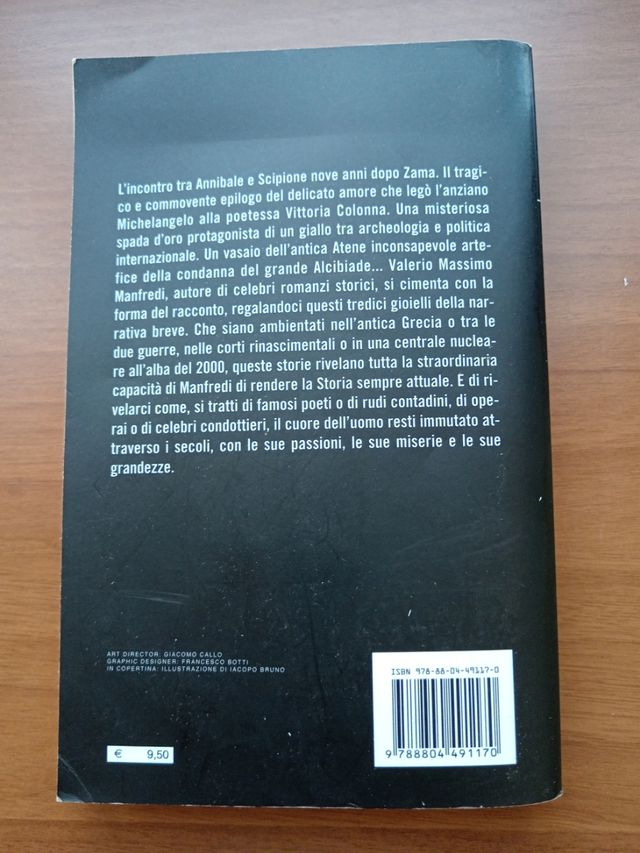 L'incontro tra Annibale e Scipione nove anni dopo Zama. Il tragi-
co e commovente epilogo del delicato amore che legò l'anziano
Michelangelo alla poetessa Vittoria Colonna. Una misteriosa
spada d'oro protagonista di un giallo tra archeologia e politica
internazionale. Un vasaio dell'antica Atene inconsapevole arte-
fice della condanna del grande Alcibiade... Valerio Massimo
Manfredi, autore di celebri romanzi storici, si cimenta con la
forma del racconto, regalandoci questi tredici gioielli della nar-
rativa breve. Che siano ambientati nell'antica Grecia o tra le
due guerre, nelle corti rinascimentali o in una centrale nuclea-
re all'alba del 2000, queste storie rivelano tutta la straordinaria
capacità di Manfredi di rendere la Storia sempre attuale. E di ri-
velarci come, si tratti di famosi poeti o di rudi contadini, di ope-
rai o di celebri condottieri, il cuore dell'uomo resti immutato at-
traverso i secoli, con le sue passioni, le sue miserie e le sue
grandezze.
ART DIRECTOR: GIACOMO CALLO
GRAPHIC DESIGNER: FRANCESCO BOTTI
IN COPERTINA: ILLUSTRAZIONE DI IACOPO BRUNO
€ 9,50
ISBN 978-88-04-49117-0
9 788804 491170